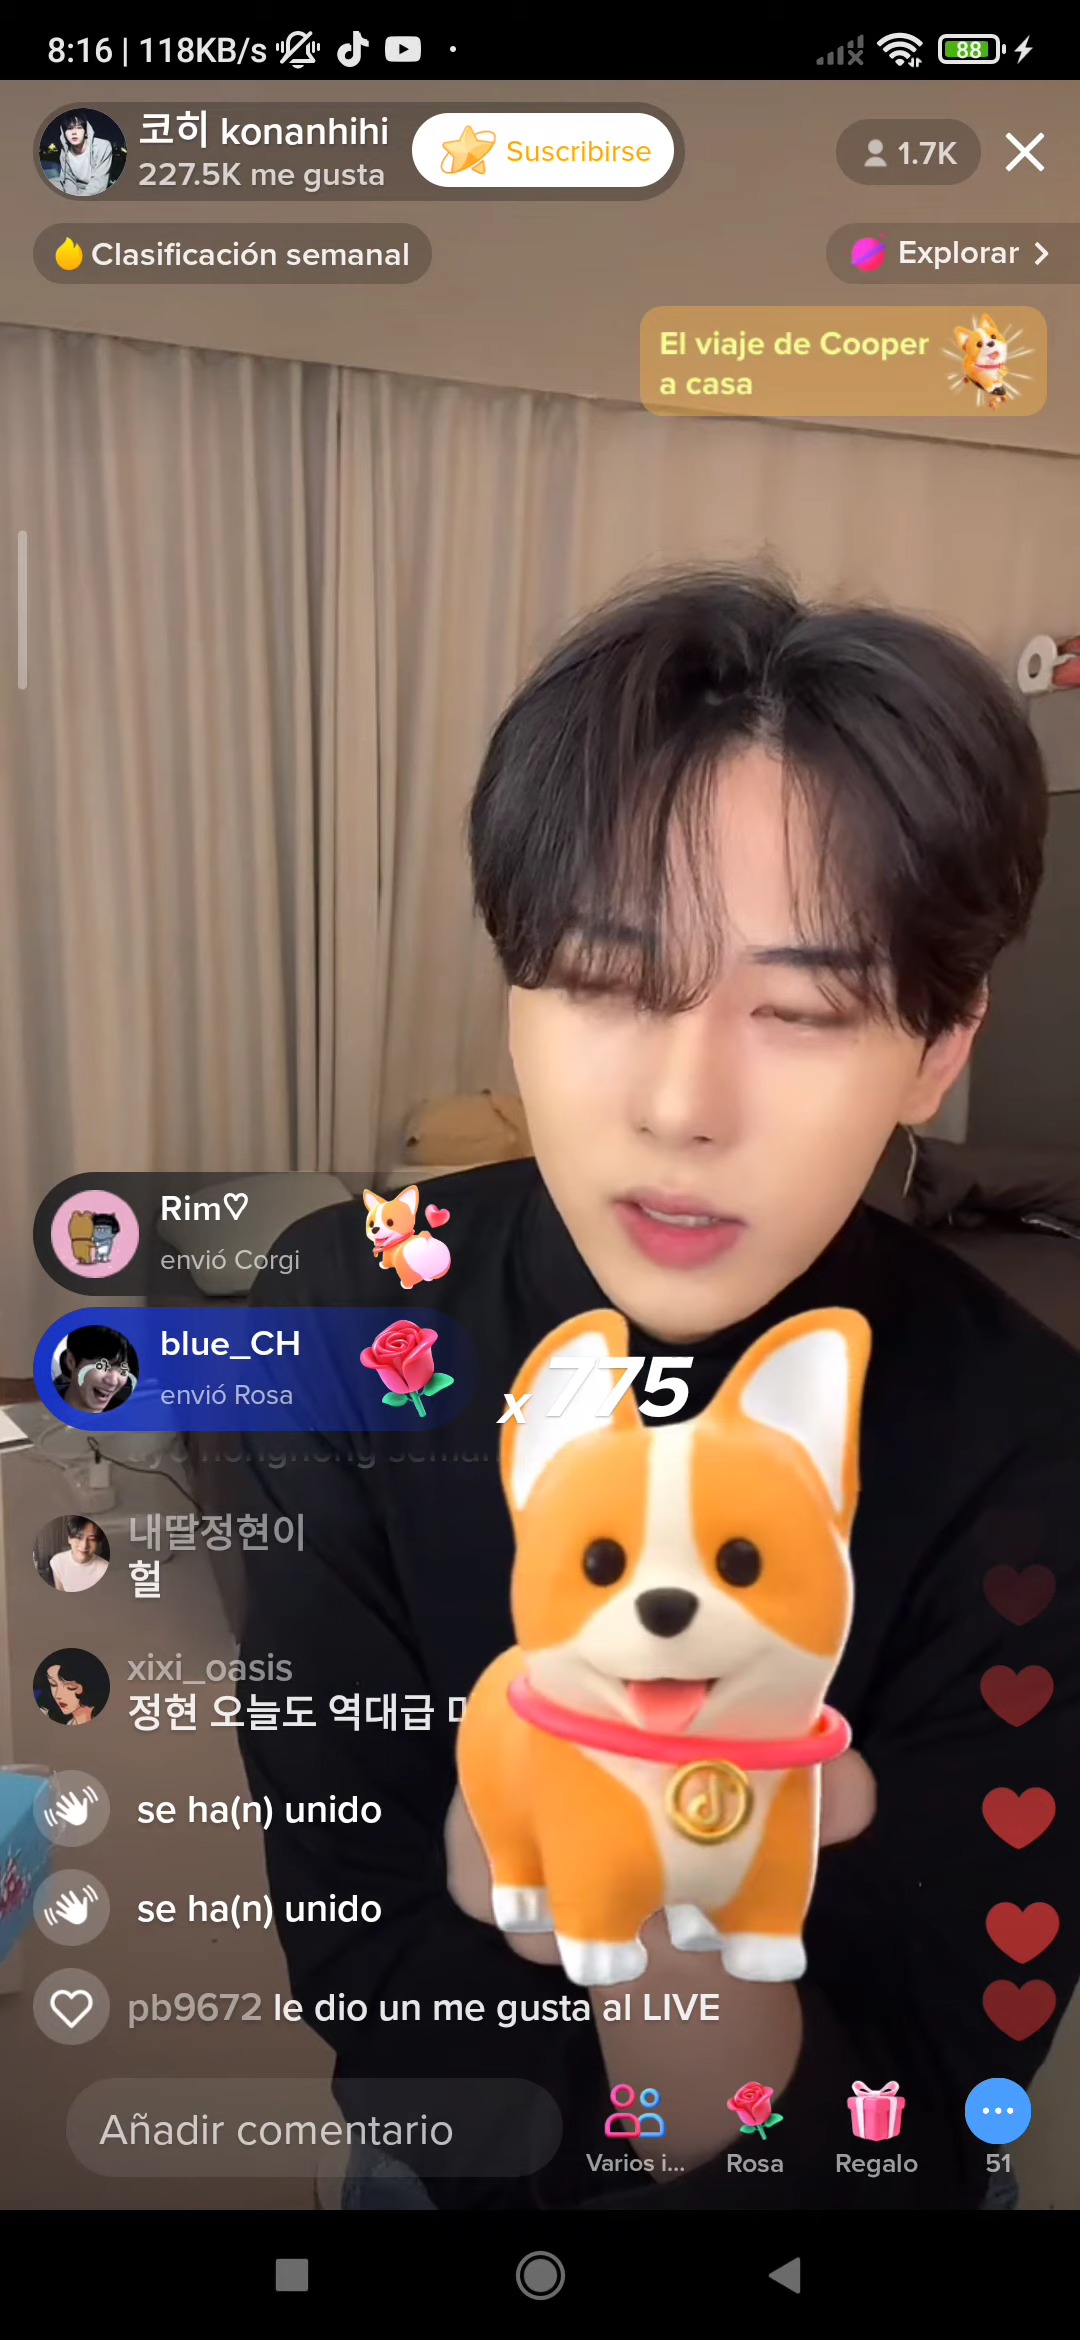 8:16 | 118KB/s
88
코히 konanhihi
227.5K me gusta
Suscribirse
1.7K
Clasificación semanal
Explorar
El viaje de Cooper
a casa
Rim♡
envió Corgi
blue_CH
envió Rosa
x 775
내딸정현이
헐
xixi_oasis
정현 오늘도 역대급
se ha(n) unido
se ha(n) unido
pb9672 le dio un me gusta al LIVE
Añadir comentario
Varios i...
Rosa
Regalo
51